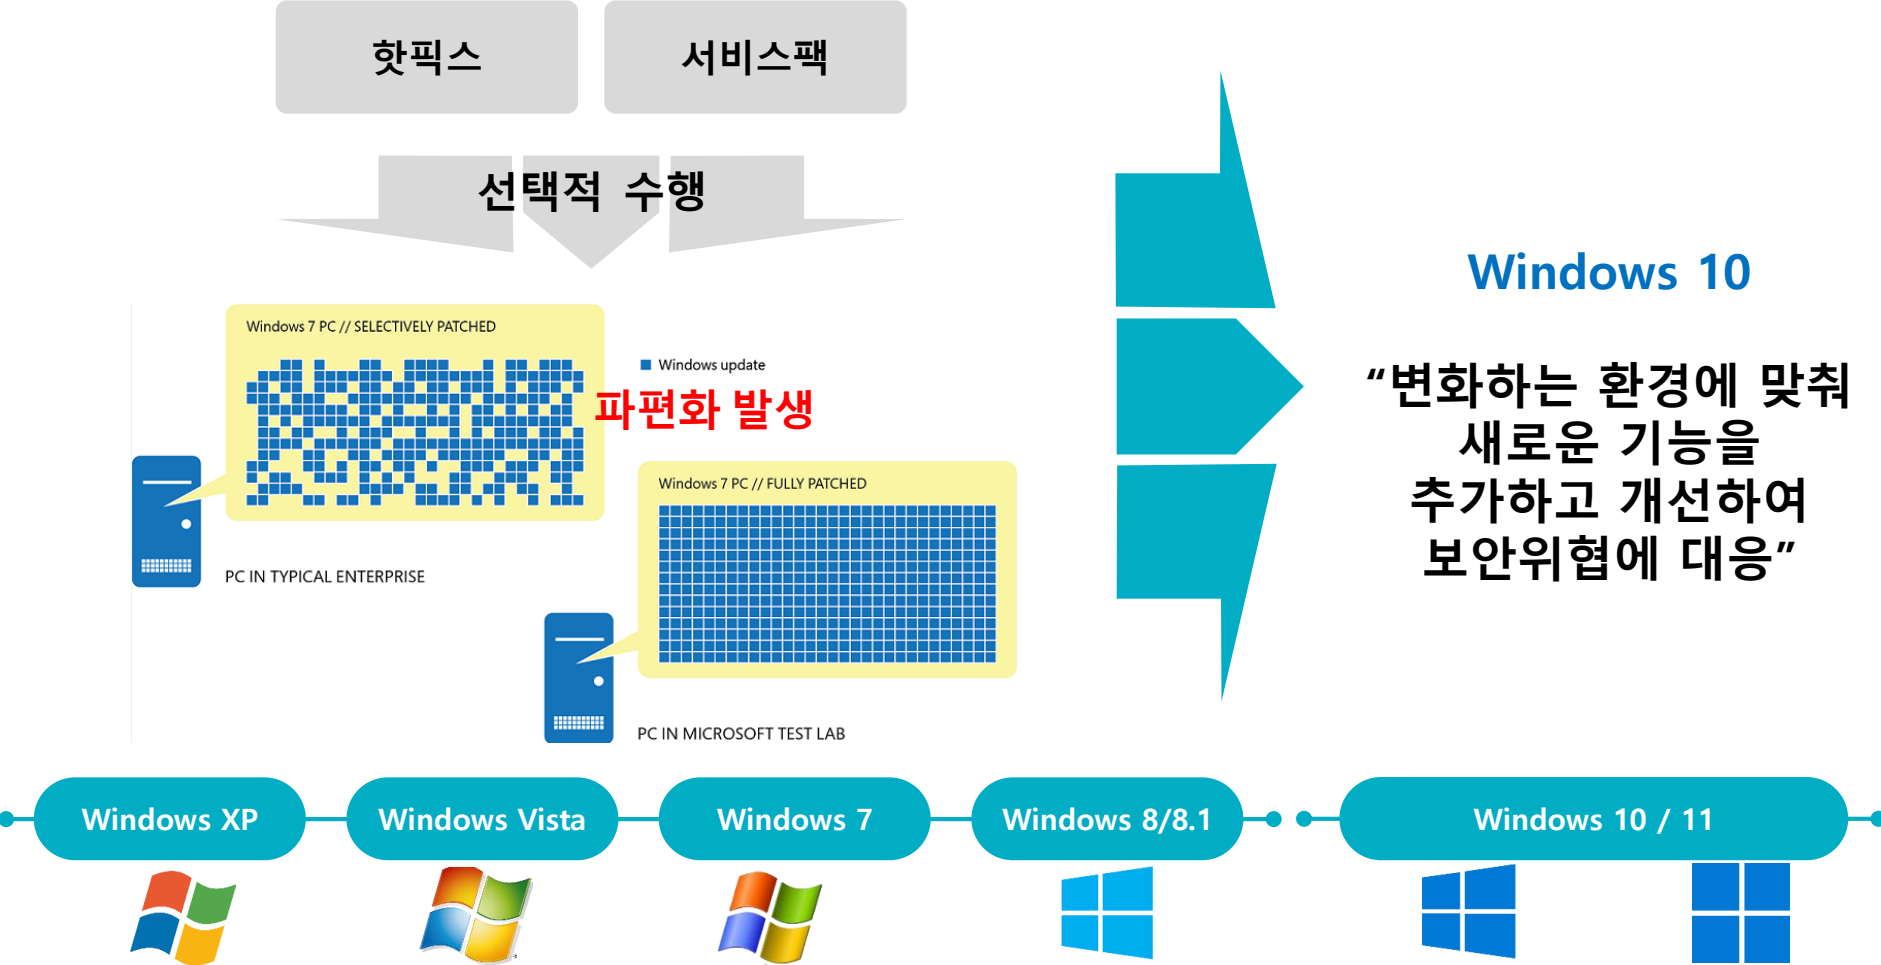 핫픽스
서비스팩
선택적 수행
Windows 7 PC // SELECTIVELY PATCHED
Windows update
파편화 발생
PC IN TYPICAL ENTERPRISE
Windows 7 PC // FULLY PATCHED
PC IN MICROSOFT TEST LAB
Windows 10
“변화하는 환경에 맞춰
새로운 기능을
추가하고 개선하여
보안위협에 대응”
Windows XP
Windows Vista
Windows 7
Windows 8/8.1
Windows 10 / 11